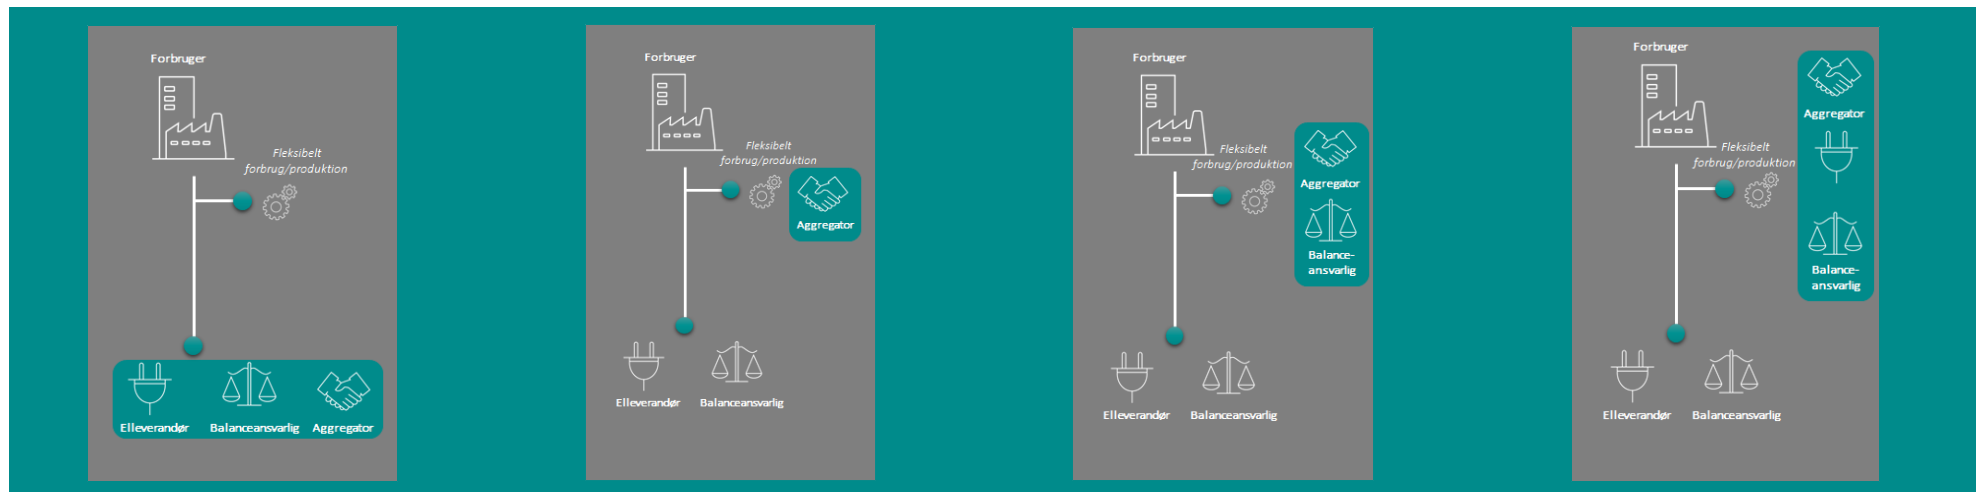 Forbruger
Fleksibelt
forbrug/produktion
Elleverandør
Balanceansvarlig
Aggregator
Forbruger
Fleksibelt
forbrug/produktion
Aggregator
Elleverandør
Balanceansvarlig
Forbruger
Fleksibelt
forbrug/produktion
Aggregator
Balance-
ansvarlig
Elleverandør
Balanceansvarlig
Forbruger
Aggregator
Fleksibelt
forbrug/produktion
Balance-
ansvarlig
Elleverandør
Balanceansvarlig